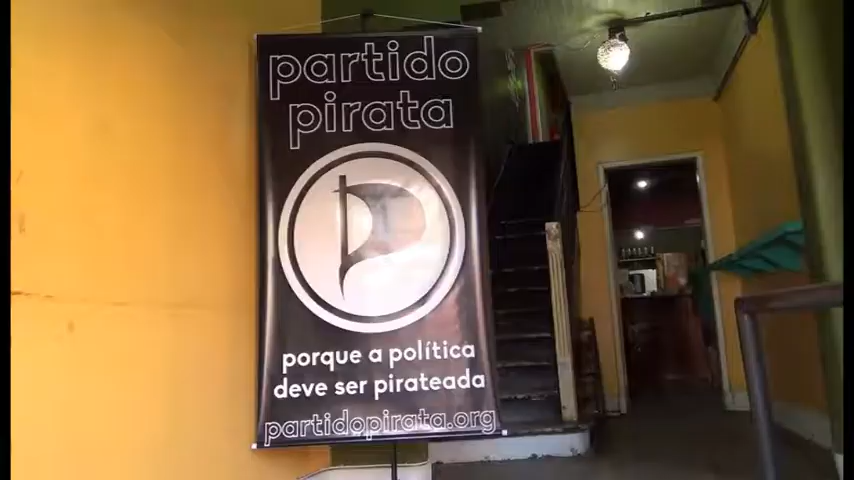 partido
pirata
porque a política
deve ser pirateada
partidopirata.org